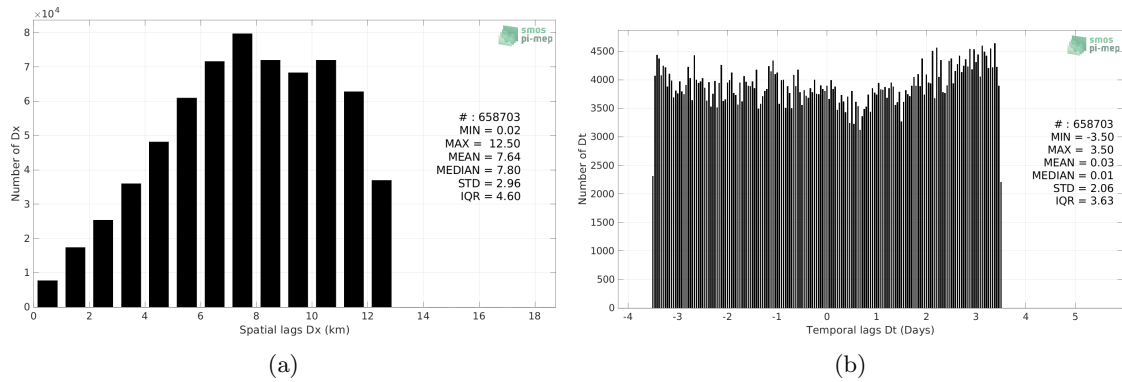 ×10⁴
8
7
6
5
4
3
2
1
0
Number of Dx
0 2 4 6 8 10 12 14 16 18
Spatial lags Dx (km)
smos
pi-mep
# : 658703
MIN = 0.02
MAX = 12.50
MEAN = 7.64
MEDIAN = 7.80
STD = 2.96
IQR = 4.60
(a)
4500
4000
3500
3000
2500
2000
1500
1000
500
0
Number of Dt
-4 -3 -2 -1 0 1 2 3 4 5
Temporal lags Dt (Days)
smos
pi-mep
# : 658703
MIN = -3.50
MAX = 3.50
MEAN = 0.03
MEDIAN = 0.01
STD = 2.06
IQR = 3.63
(b)